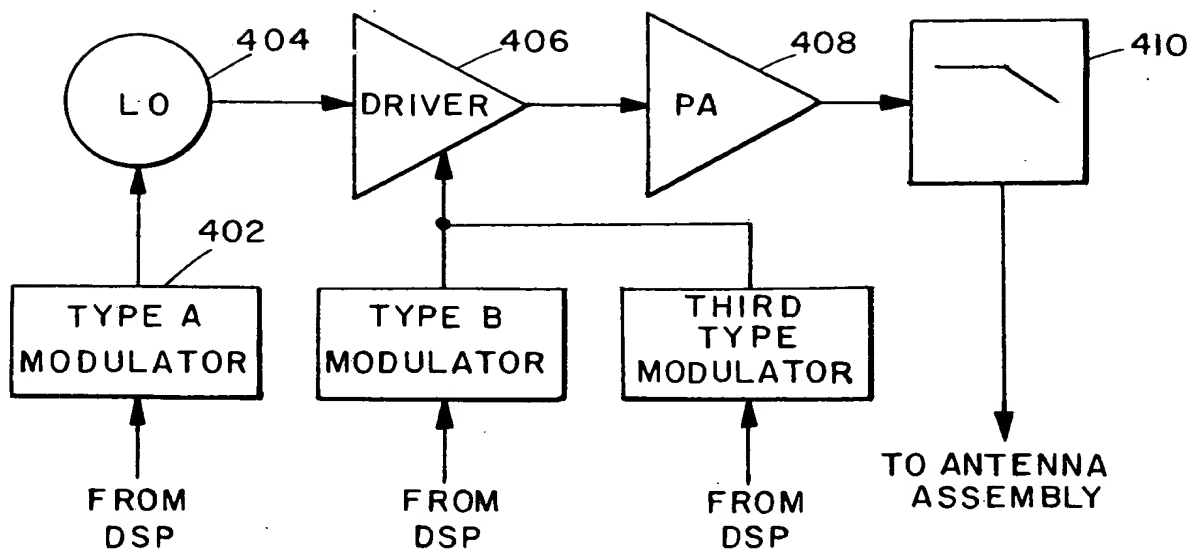 404
406
408
410
LO
DRIVER
PA
402
TYPE A
MODULATOR
TYPE B
MODULATOR
THIRD
TYPE
MODULATOR
FROM
DSP
FROM
DSP
FROM
DSP
TO ANTENNA
ASSEMBLY